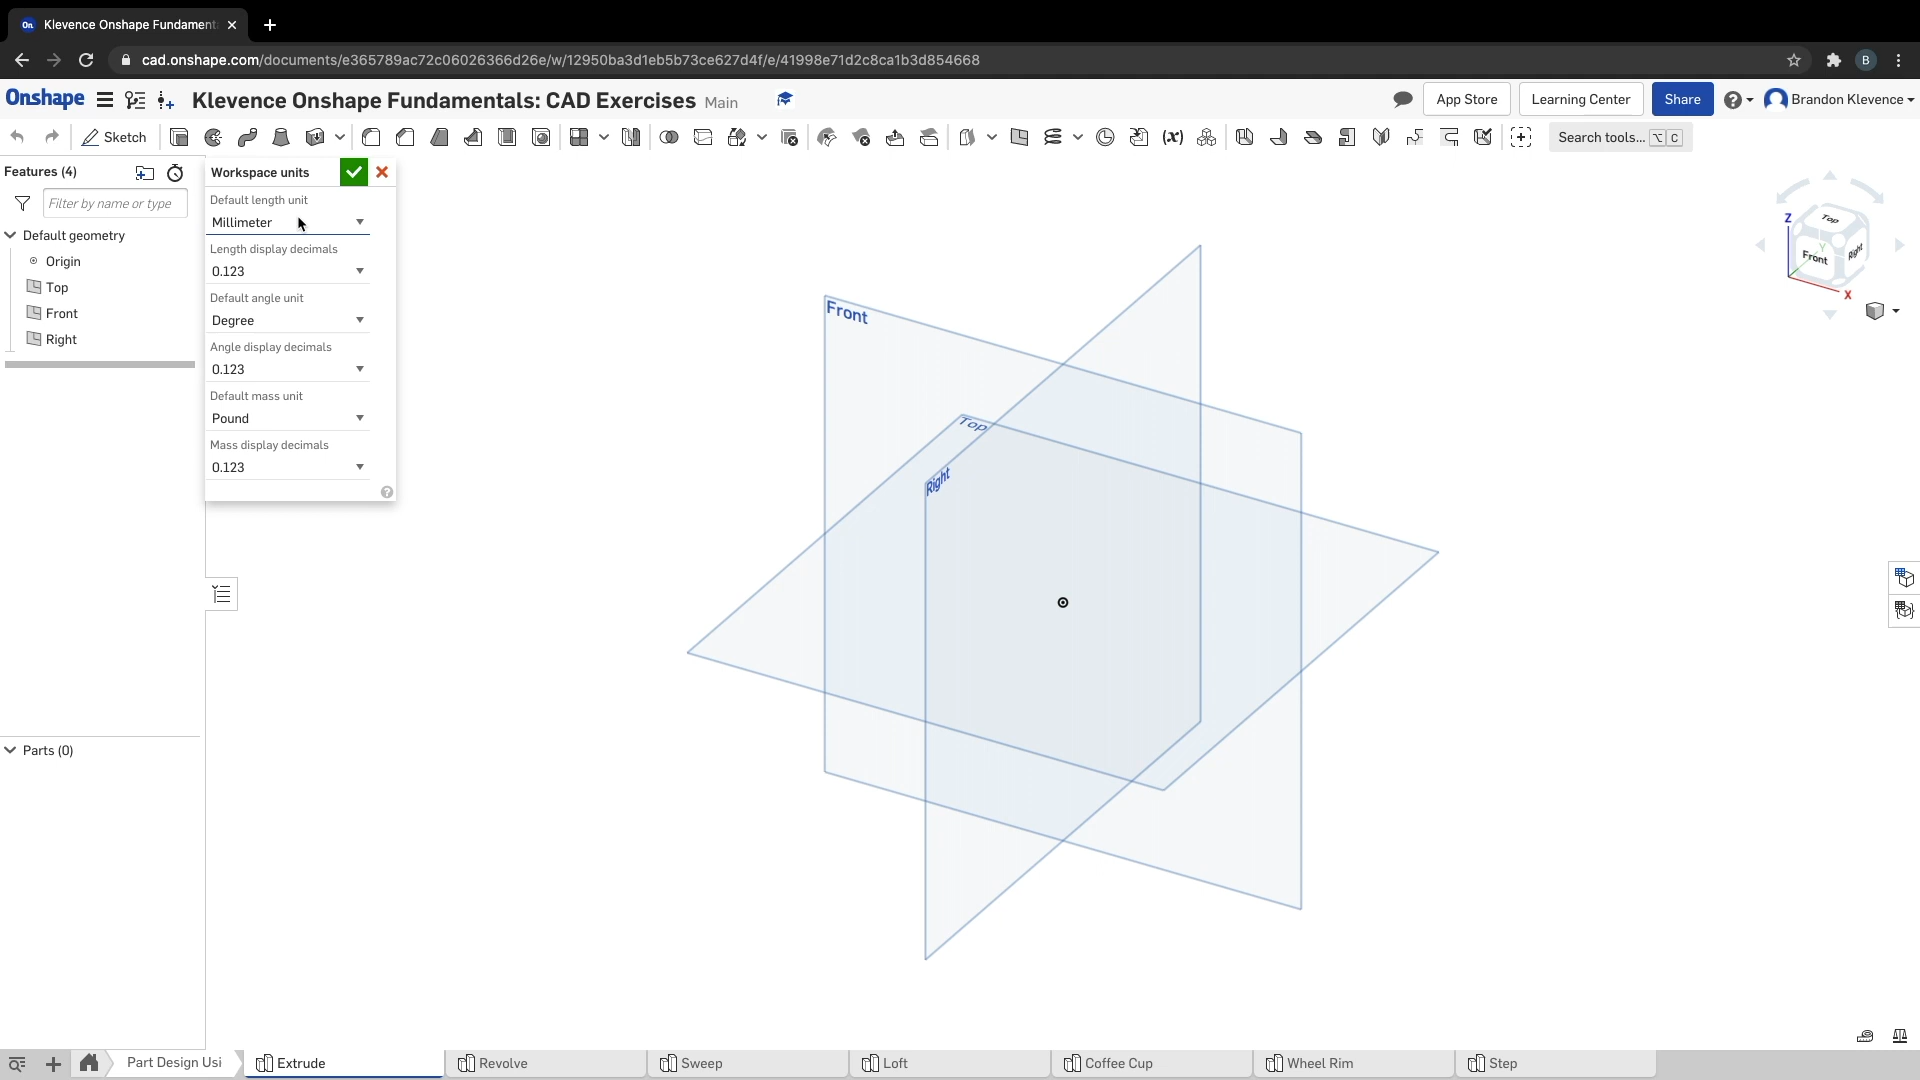 Klevence Onshape Fundament
cad.onshape.com/documents/e365789ac72c06026366d26e/w/12950ba3d1eb5b73ce627d4f/e/41998e71d2c8ca1b3d854668
B
Onshape
Klevence Onshape Fundamentals: CAD Exercises Main
App Store
Learning Center
Share
Brandon Klevence
Sketch
(x)
Search tools... ⌥ C
Features (4)
Filter by name or type
Default geometry
Origin
Top
Front
Right
Parts (0)
Workspace units
Default length unit
Millimeter
Length display decimals
0.123
Default angle unit
Degree
Angle display decimals
0.123
Default mass unit
Pound
Mass display decimals
0.123
Front
Top
Right
Z
Top
Y
Front
Right
X
Part Design Usi
Extrude
Revolve
Sweep
Loft
Coffee Cup
Wheel Rim
Step